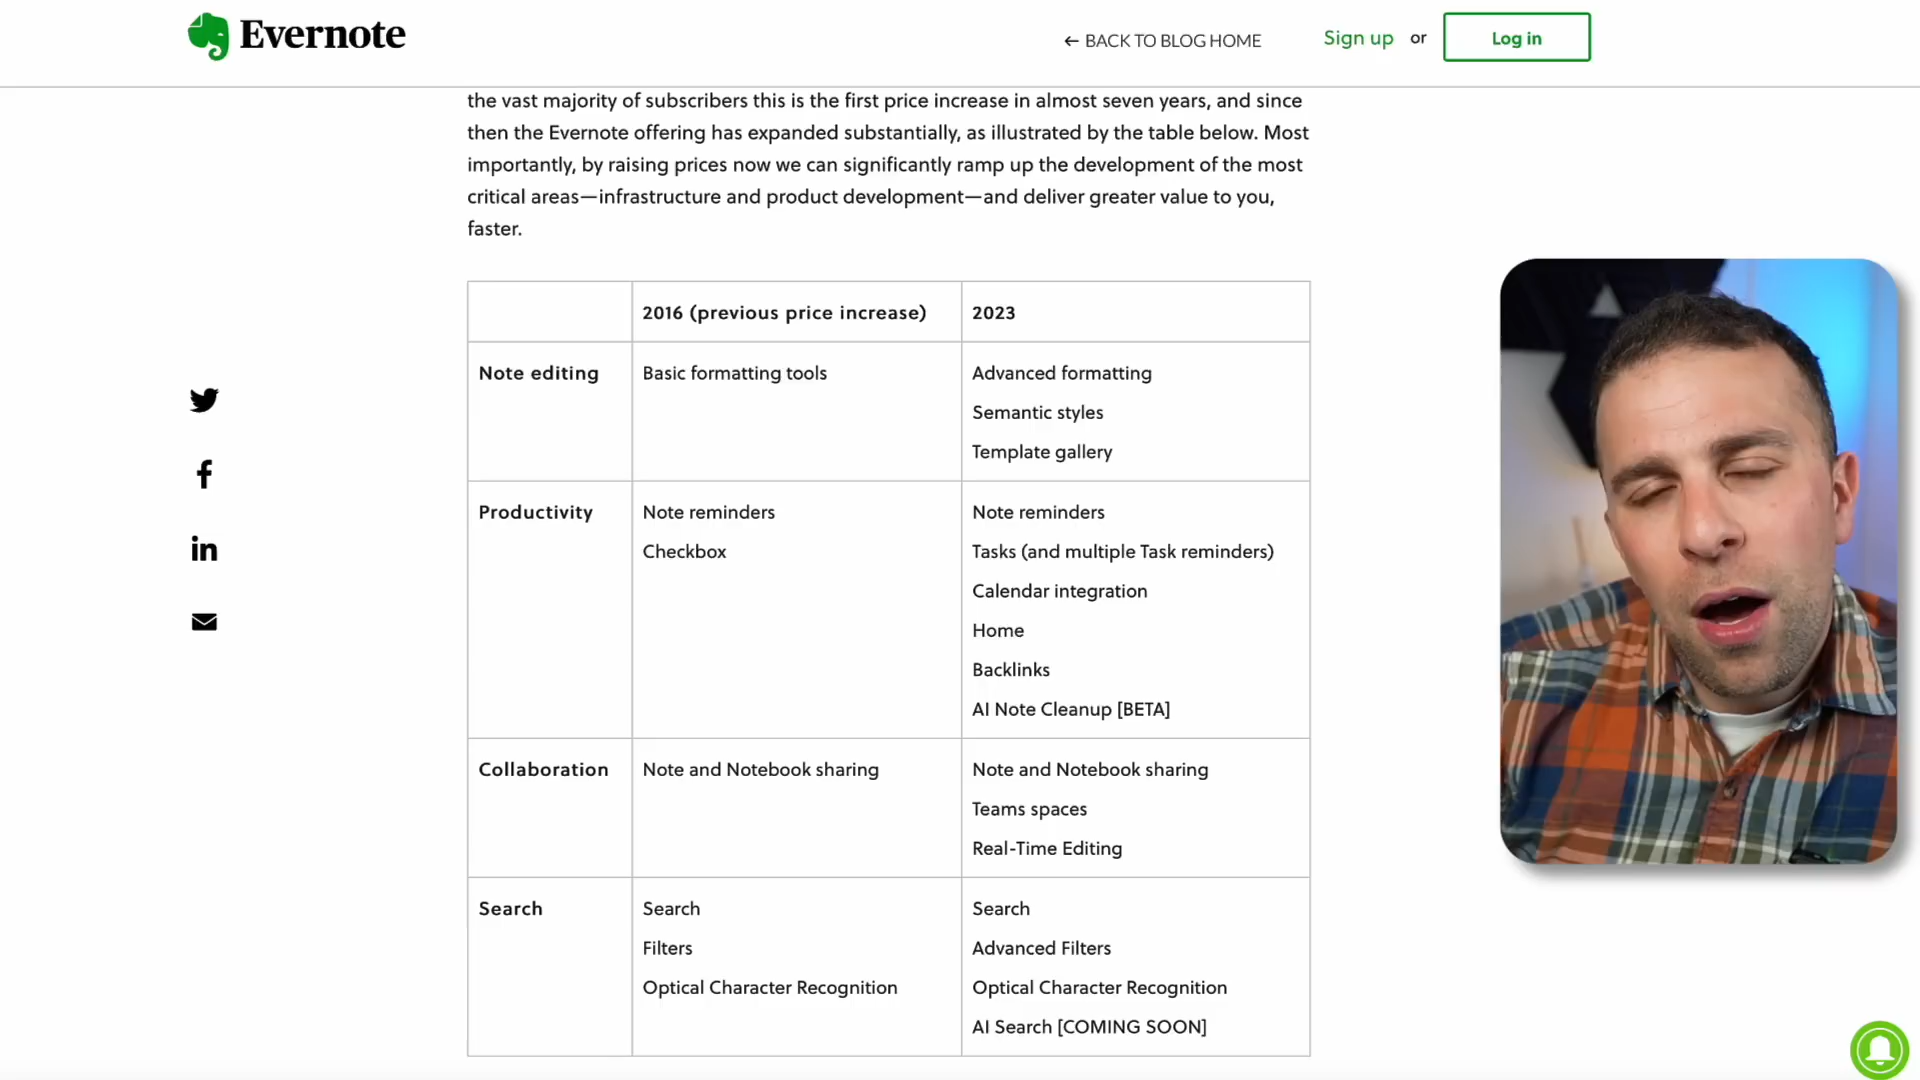 Evernote
← BACK TO BLOG HOME
Sign up or
Log in
the vast majority of subscribers this is the first price increase in almost seven years, and since
then the Evernote offering has expanded substantially, as illustrated by the table below. Most
importantly, by raising prices now we can significantly ramp up the development of the most
critical areas—infrastructure and product development—and deliver greater value to you,
faster.
2016 (previous price increase)
2023
Note editing
Basic formatting tools
Advanced formatting
Semantic styles
Template gallery
Productivity
Note reminders
Checkbox
Note reminders
Tasks (and multiple Task reminders)
Calendar integration
Home
Backlinks
AI Note Cleanup [BETA]
Collaboration
Note and Notebook sharing
Note and Notebook sharing
Teams spaces
Real-Time Editing
Search
Search
Filters
Optical Character Recognition
Search
Advanced Filters
Optical Character Recognition
AI Search [COMING SOON]